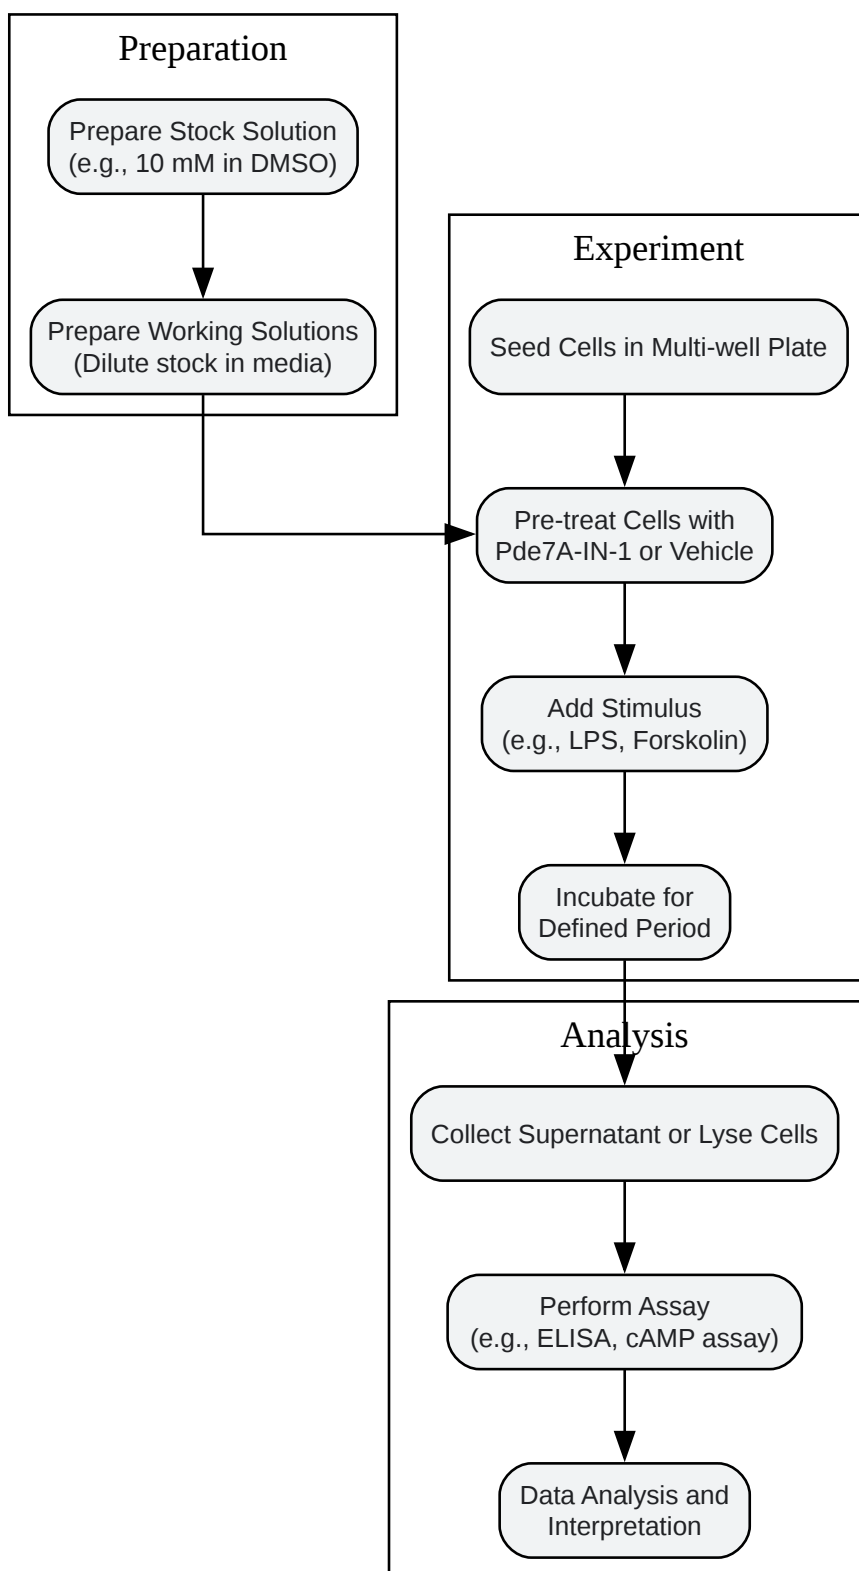 Preparation
Prepare Stock Solution
(e.g., 10 mM in DMSO)
Prepare Working Solutions
(Dilute stock in media)
Experiment
Seed Cells in Multi-well Plate
Pre-treat Cells with
Pde7A-IN-1 or Vehicle
Add Stimulus
(e.g., LPS, Forskolin)
Incubate for
Defined Period
Analysis
Collect Supernatant or Lyse Cells
Perform Assay
(e.g., ELISA, cAMP assay)
Data Analysis and
Interpretation